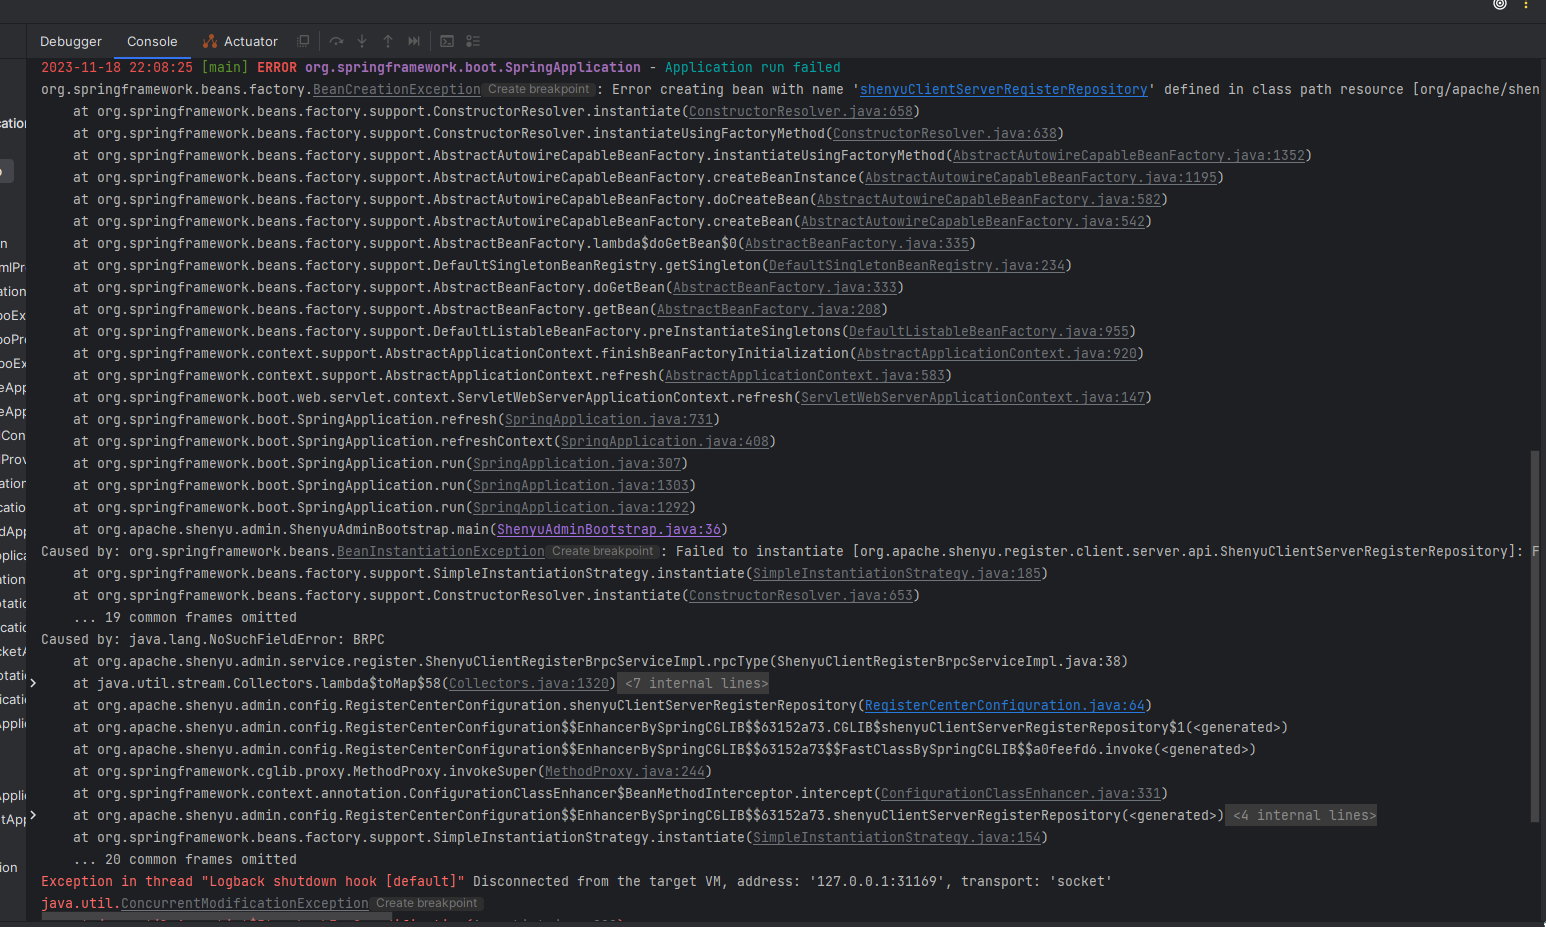 Debugger Console Actuator
2023-11-18 22:08:25 [main] ERROR org.springframework.boot.SpringApplication - Application run failed
org.springframework.beans.factory.BeanCreationException Create breakpoint : Error creating bean with name 'shenyuClientServerRegisterRepository' defined in class path resource [org/apache/shen
at org.springframework.beans.factory.support.ConstructorResolver.instantiate(ConstructorResolver.java:658)
at org.springframework.beans.factory.support.ConstructorResolver.instantiateUsingFactoryMethod(ConstructorResolver.java:638)
at org.springframework.beans.factory.support.AbstractAutowireCapableBeanFactory.instantiateUsingFactoryMethod(AbstractAutowireCapableBeanFactory.java:1352)
at org.springframework.beans.factory.support.AbstractAutowireCapableBeanFactory.createBeanInstance(AbstractAutowireCapableBeanFactory.java:1195)
at org.springframework.beans.factory.support.AbstractAutowireCapableBeanFactory.doCreateBean(AbstractAutowireCapableBeanFactory.java:582)
at org.springframework.beans.factory.support.AbstractAutowireCapableBeanFactory.createBean(AbstractAutowireCapableBeanFactory.java:542)
at org.springframework.beans.factory.support.AbstractBeanFactory.lambda$doGetBean$0(AbstractBeanFactory.java:335)
at org.springframework.beans.factory.support.DefaultSingletonBeanRegistry.getSingleton(DefaultSingletonBeanRegistry.java:234)
at org.springframework.beans.factory.support.AbstractBeanFactory.doGetBean(AbstractBeanFactory.java:333)
at org.springframework.beans.factory.support.AbstractBeanFactory.getBean(AbstractBeanFactory.java:208)
at org.springframework.beans.factory.support.DefaultListableBeanFactory.preInstantiateSingletons(DefaultListableBeanFactory.java:955)
at org.springframework.context.support.AbstractApplicationContext.finishBeanFactoryInitialization(AbstractApplicationContext.java:920)
at org.springframework.context.support.AbstractApplicationContext.refresh(AbstractApplicationContext.java:583)
at org.springframework.boot.web.servlet.context.ServletWebServerApplicationContext.refresh(ServletWebServerApplicationContext.java:147)
at org.springframework.boot.SpringApplication.refresh(SpringApplication.java:731)
at org.springframework.boot.SpringApplication.refreshContext(SpringApplication.java:408)
at org.springframework.boot.SpringApplication.run(SpringApplication.java:307)
at org.springframework.boot.SpringApplication.run(SpringApplication.java:1303)
at org.springframework.boot.SpringApplication.run(SpringApplication.java:1292)
at org.apache.shenyu.admin.ShenyuAdminBootstrap.main(ShenyuAdminBootstrap.java:36)
Caused by: org.springframework.beans.BeanInstantiationException Create breakpoint : Failed to instantiate [org.apache.shenyu.register.client.server.api.ShenyuClientServerRegisterRepository]: F
at org.springframework.beans.factory.support.SimpleInstantiationStrategy.instantiate(SimpleInstantiationStrategy.java:185)
at org.springframework.beans.factory.support.ConstructorResolver.instantiate(ConstructorResolver.java:653)
... 19 common frames omitted
Caused by: java.lang.NoSuchFieldError: BRPC
at org.apache.shenyu.admin.service.register.ShenyuClientRegisterBrpcServiceImpl.rpcType(ShenyuClientRegisterBrpcServiceImpl.java:38)
at java.util.stream.Collectors.lambda$toMap$58(Collectors.java:1320) <7 internal lines>
at org.apache.shenyu.admin.config.RegisterCenterConfiguration.shenyuClientServerRegisterRepository(RegisterCenterConfiguration.java:64)
at org.apache.shenyu.admin.config.RegisterCenterConfiguration$$EnhancerBySpringCGLIB$$63152a73.CGLIB$shenyuClientServerRegisterRepository$1(<generated>)
at org.apache.shenyu.admin.config.RegisterCenterConfiguration$$EnhancerBySpringCGLIB$$63152a73$$FastClassBySpringCGLIB$$a0feefd6.invoke(<generated>)
at org.springframework.cglib.proxy.MethodProxy.invokeSuper(MethodProxy.java:244)
at org.springframework.context.annotation.ConfigurationClassEnhancer$BeanMethodInterceptor.intercept(ConfigurationClassEnhancer.java:331)
at org.apache.shenyu.admin.config.RegisterCenterConfiguration$$EnhancerBySpringCGLIB$$63152a73.shenyuClientServerRegisterRepository(<generated>) <4 internal lines>
at org.springframework.beans.factory.support.SimpleInstantiationStrategy.instantiate(SimpleInstantiationStrategy.java:154)
... 20 common frames omitted
Exception in thread "Logback shutdown hook [default]" Disconnected from the target VM, address: '127.0.0.1:31169', transport: 'socket'
java.util.ConcurrentModificationException Create breakpoint